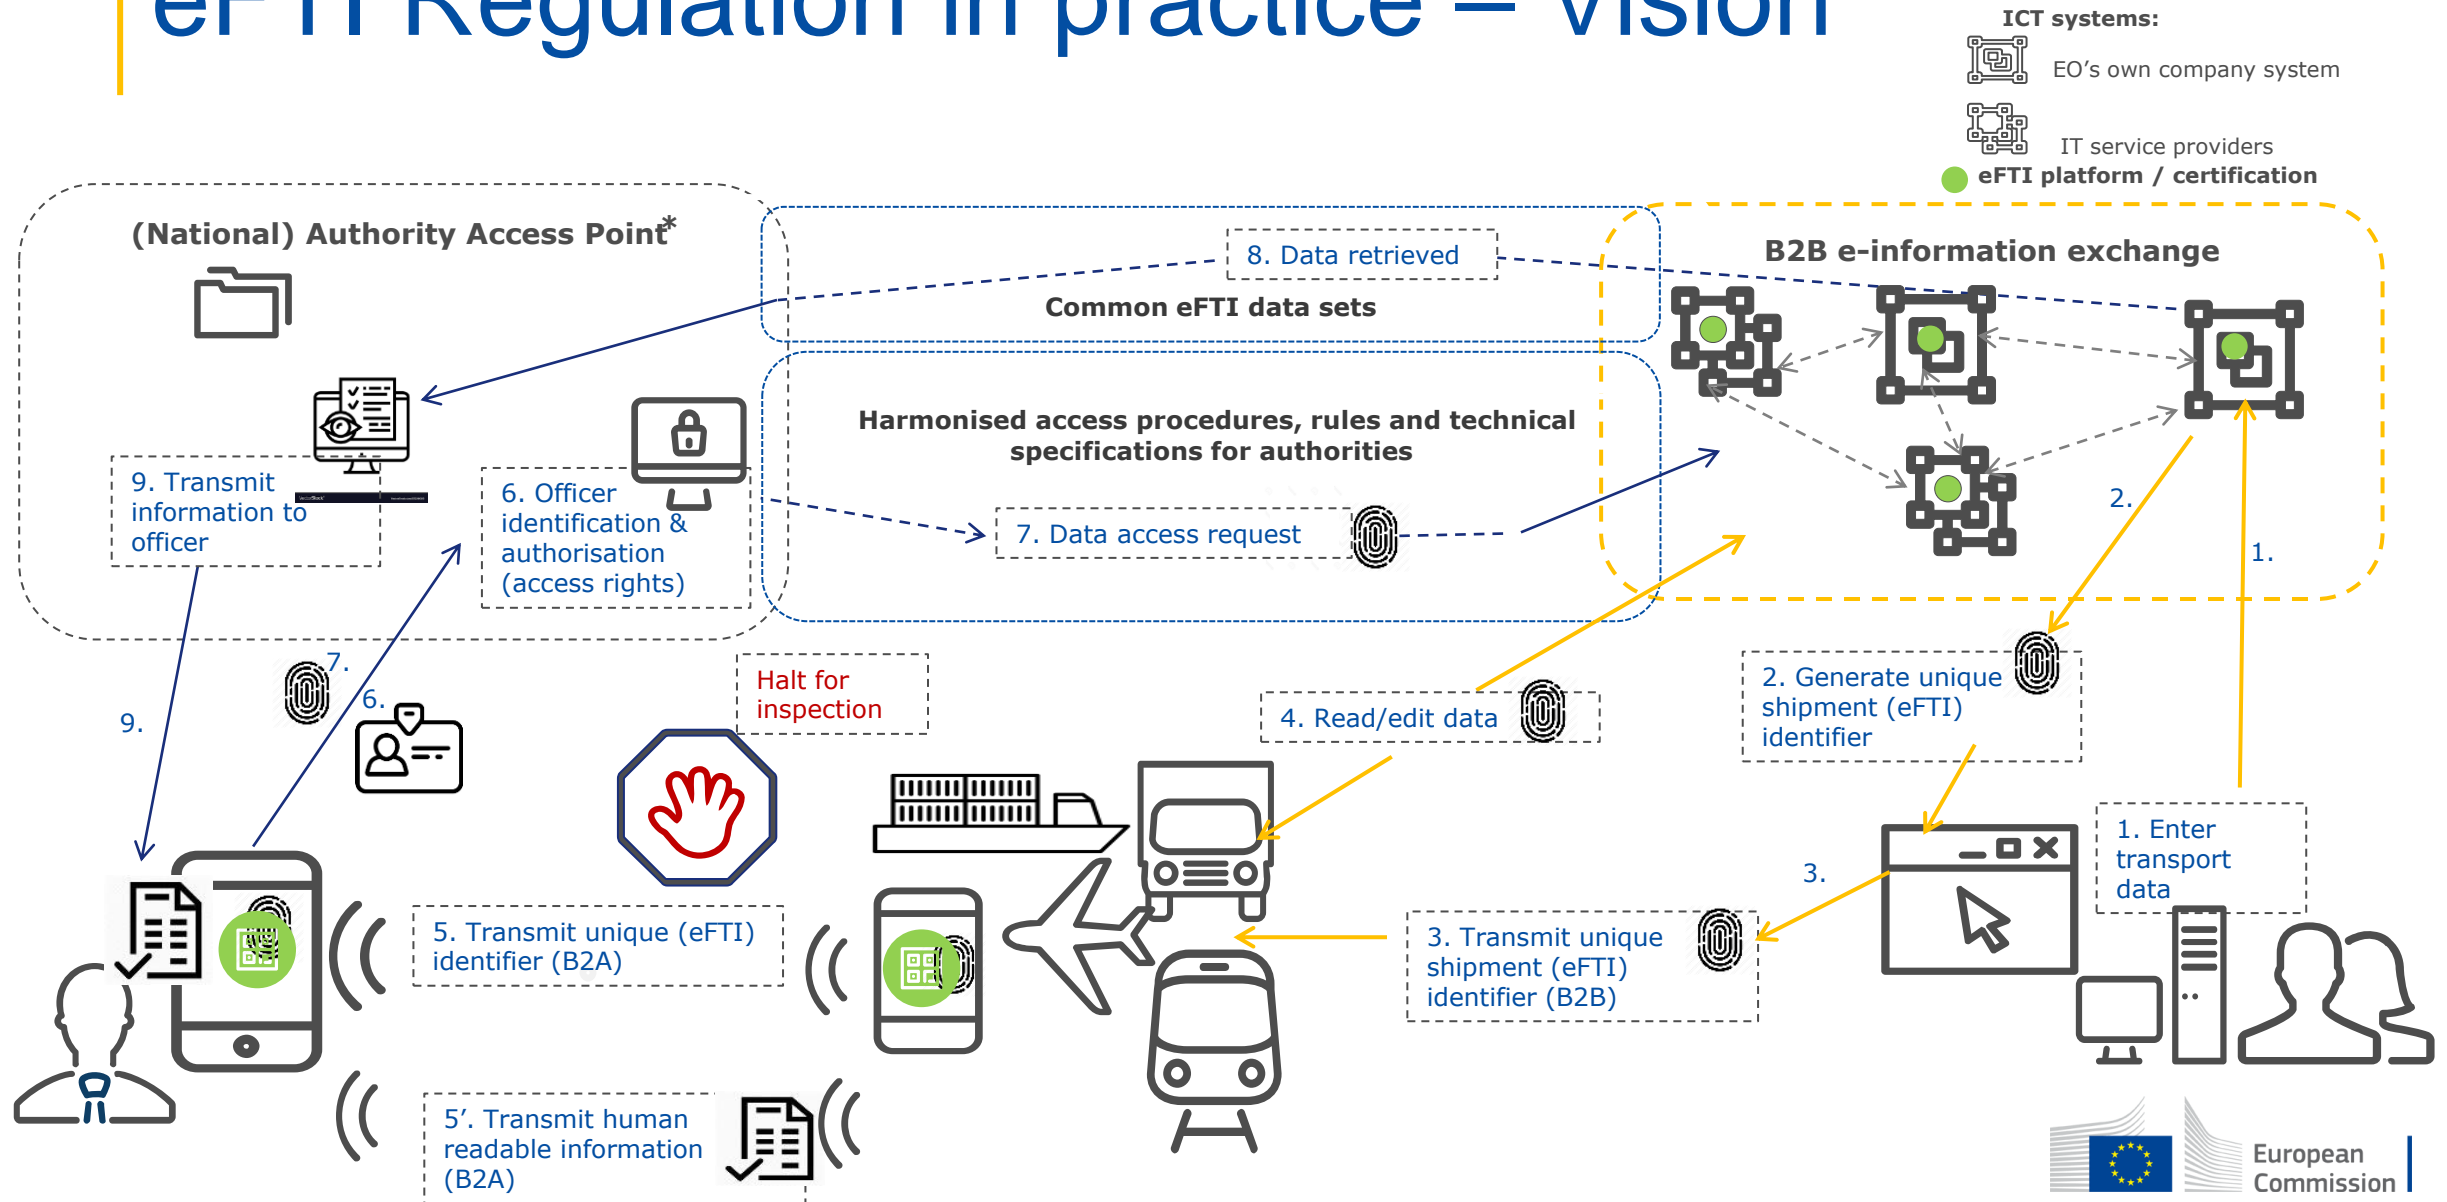 eFTI Regulation in practice – Vision
ICT systems:
EO's own company system
IT service providers
eFTI platform / certification
(National) Authority Access Point*
8. Data retrieved
Common eFTI data sets
B2B e-information exchange
Harmonised access procedures, rules and technical
specifications for authorities
9. Transmit
information to
officer
6. Officer
identification &
authorisation
(access rights)
7. Data access request
2.
1.
7.
6.
9.
Halt for
inspection
4. Read/edit data
2. Generate unique
shipment (eFTI)
identifier
3.
1. Enter
transport
data
5. Transmit unique (eFTI)
identifier (B2A)
3. Transmit unique
shipment (eFTI)
identifier (B2B)
5′. Transmit human
readable information
(B2A)
European
Commission